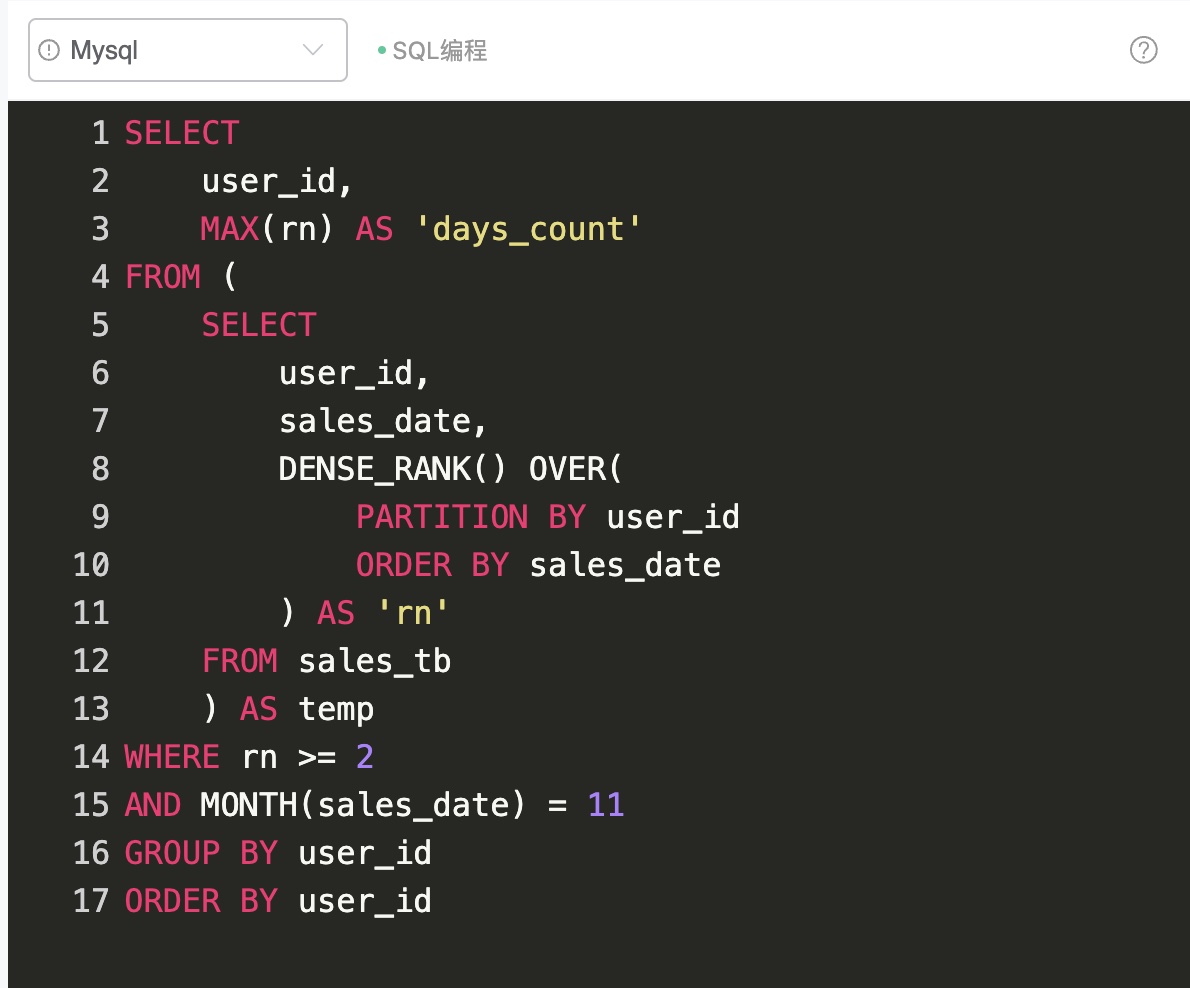 Mysql SQL编程
1 SELECT
2 user_id,
3 MAX(rn) AS 'days_count'
4 FROM (
5 SELECT
6 user_id,
7 sales_date,
8 DENSE_RANK() OVER(
9 PARTITION BY user_id
10 ORDER BY sales_date
11 ) AS 'rn'
12 FROM sales_tb
13 ) AS temp
14 WHERE rn >= 2
15 AND MONTH(sales_date) = 11
16 GROUP BY user_id
17 ORDER BY user_id